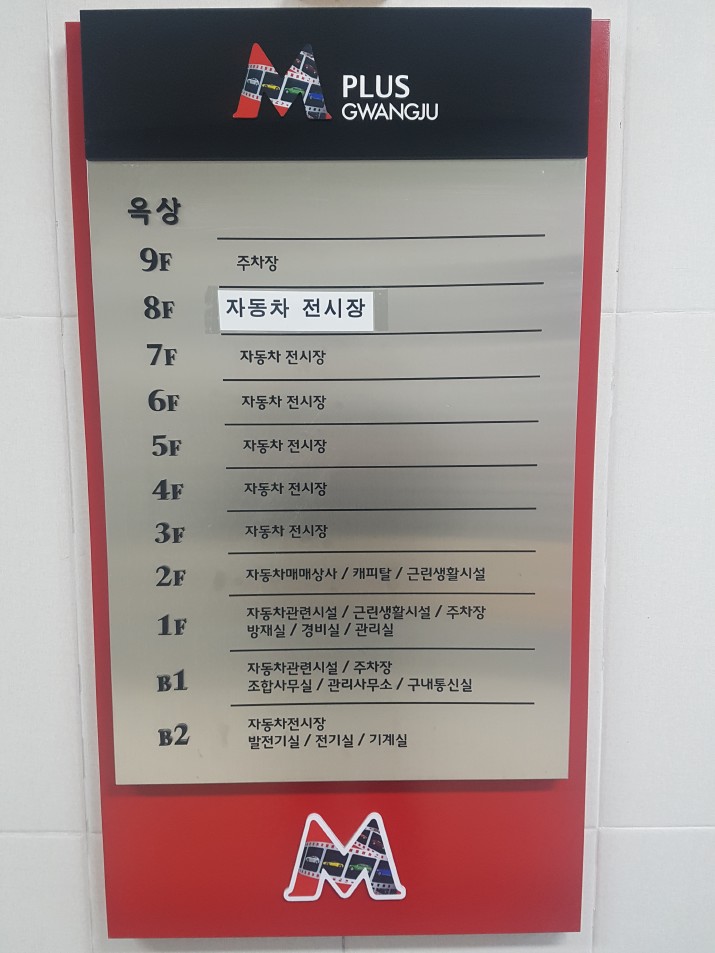 M PLUS
GWANGJU
옥상
9F 주차장
8F 자동차 전시장
7F 자동차 전시장
6F 자동차 전시장
5F 자동차 전시장
4F 자동차 전시장
3F 자동차 전시장
2F 자동차매매상사 / 캐피탈 / 근린생활시설
1F 자동차관련시설 / 근린생활시설 / 주차장
방재실 / 경비실 / 관리실
B1 자동차관련시설 / 주차장
조합사무실 / 관리사무소 / 구내통신실
B2 자동차전시장
발전기실 / 전기실 / 기계실
M